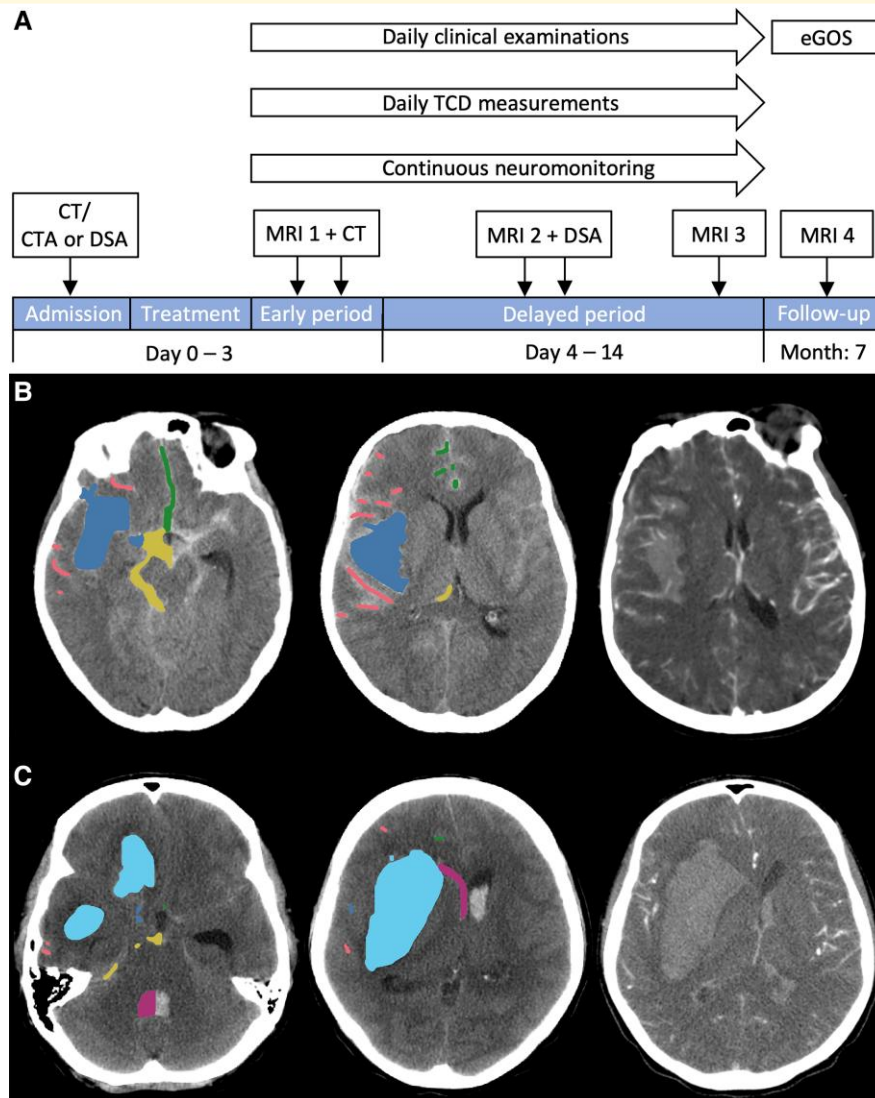 A
Daily clinical examinations
eGOS
Daily TCD measurements
Continuous neuromonitoring
CT/
CTA or DSA
MRI 1 + CT
MRI 2 + DSA
MRI 3
MRI 4
Admission
Treatment
Early period
Delayed period
Follow-up
Day 0 – 3
Day 4 – 14
Month: 7
B
C